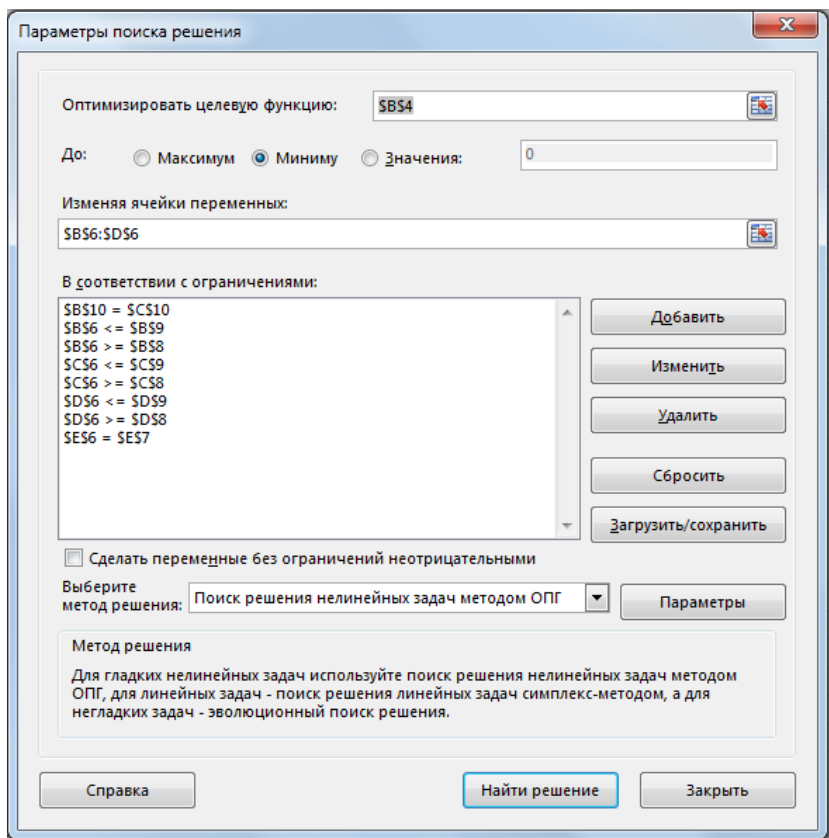 Параметры поиска решения
Оптимизировать целевую функцию: $B$4
До: Максимум Миниму Значения: 0
Изменяя ячейки переменных:
$B$6:$D$6
В соответствии с ограничениями:
$B$10 = $C$10
$B$6 <= $B$9
$B$6 >= $B$8
$C$6 <= $C$9
$C$6 >= $C$8
$D$6 <= $D$9
$D$6 >= $D$8
$E$6 = $E$7
Добавить
Изменить
Удалить
Сбросить
Загрузить/сохранить
Сделать переменные без ограничений неотрицательными
Выберите
метод решения: Поиск решения нелинейных задач методом ОПГ Параметры
Метод решения
Для гладких нелинейных задач используйте поиск решения нелинейных задач методом
ОПГ, для линейных задач - поиск решения линейных задач симплекс-методом, а для
негладких задач - эволюционный поиск решения.
Справка Найти решение Закрыть